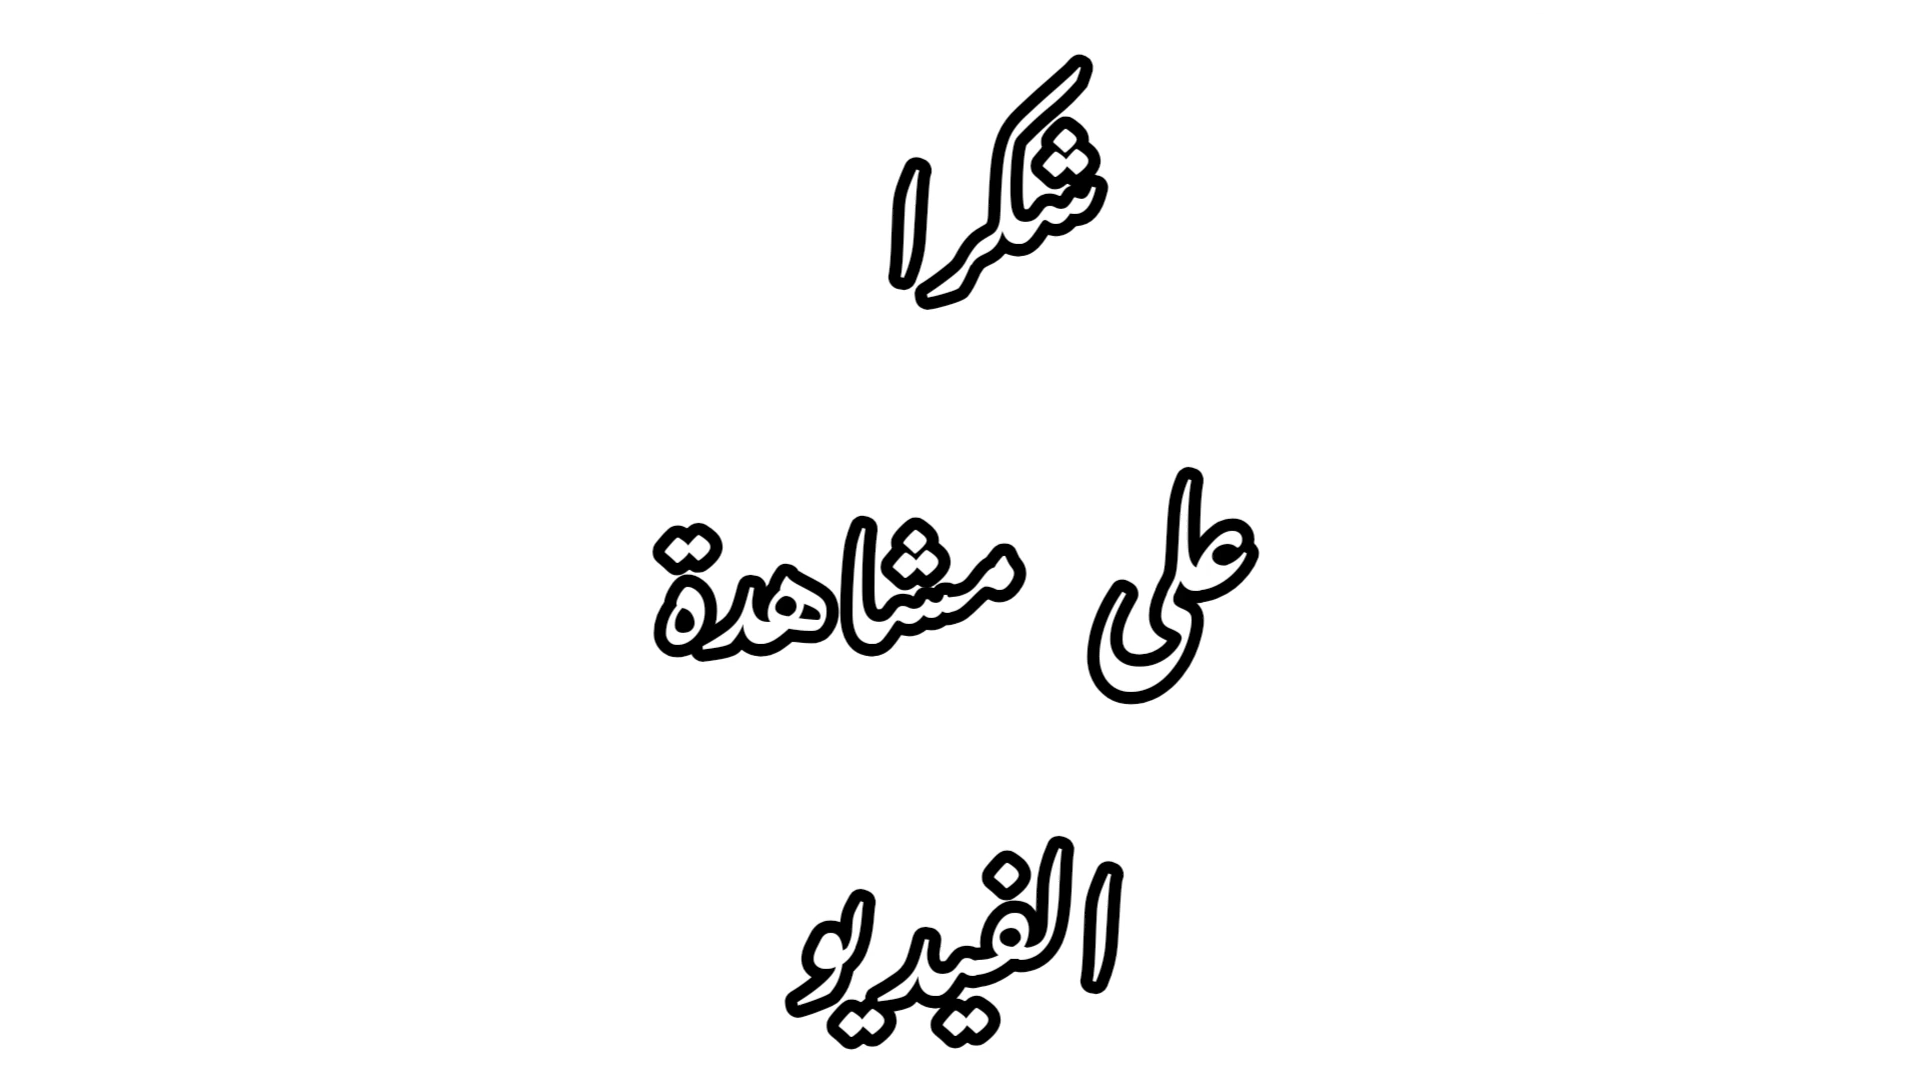 شكرا
على مشاهدة
الفيديو